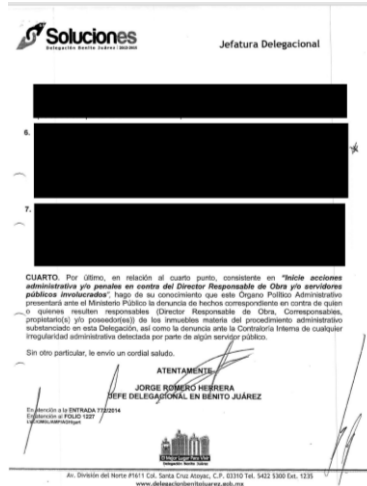 Soluciones
Delegación Benito Juárez | 2012-2015
Jefatura Delegacional
6.
7.
CUARTO. Por último, en relación al cuarto punto, consistente en "Inicie acciones
administrativa y/o penales en contra del Director Responsable de Obra y/o servidores
públicos involucrados", hago de su conocimiento que este Órgano Político Administrativo
presentará ante el Ministerio Público la denuncia de hechos correspondiente en contra de quien
o quienes resulten responsables (Director Responsable de Obra, Corresponsables,
propietario(s) y/o poseedor(es)) de los inmuebles materia del procedimiento administrativo
substanciado en esta Delegación, así como la denuncia ante la Contraloría Interna de cualquier
irregularidad administrativa detectada por parte de algún servidor público.
Sin otro particular, le envío un cordial saludo.
ATENTAMENTE
JORGE ROMERO HERRERA
JEFE DELEGACIONAL EN BENITO JUÁREZ
En atención a la ENTRADA
En atención al FOLIO 1227
El Mejor Lugar Para Vivir
Delegación Benito Juárez
Av. División del Norte #1611 Col. Santa Cruz Atoyac, C.P. 03310 Tel. 5422 5300 Ext. 1235
www.delegacionbenitojuarez.gob.mx